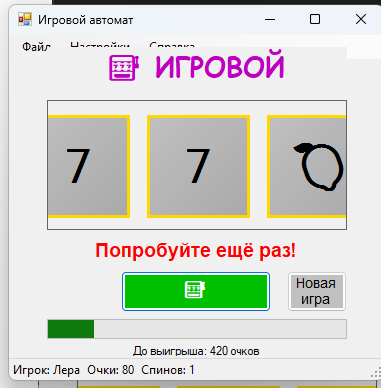 Игровой автомат
Файл Настройки Справка
🎰 ИГРОВОЙ
7 7 🍋
Попробуйте ещё раз!
🎰
Новая
игра
До выигрыша: 420 очков
Игрок: Лера Очки: 80 Спинов: 1